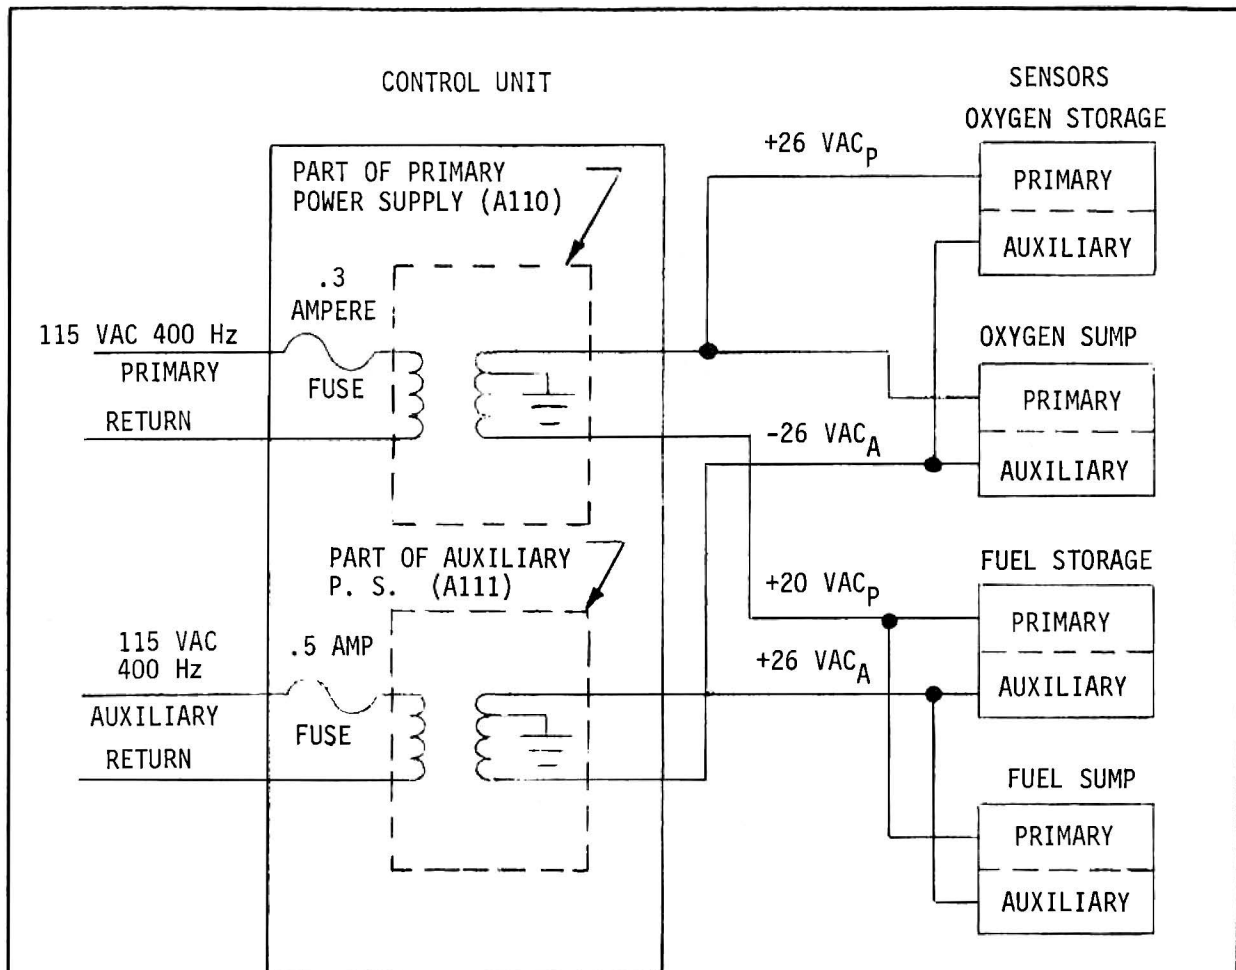 CONTROL UNIT
SENSORS
OXYGEN STORAGE
+26 VACP
PRIMARY
AUXILIARY
PART OF PRIMARY
POWER SUPPLY (A110)
.3
AMPERE
FUSE
115 VAC 400 Hz
PRIMARY
RETURN
OXYGEN SUMP
PRIMARY
AUXILIARY
-26 VACA
PART OF AUXILIARY
P. S. (A111)
+20 VACP
+26 VACA
FUEL STORAGE
PRIMARY
AUXILIARY
115 VAC
400 Hz
.5 AMP
FUSE
AUXILIARY
RETURN
FUEL SUMP
PRIMARY
AUXILIARY